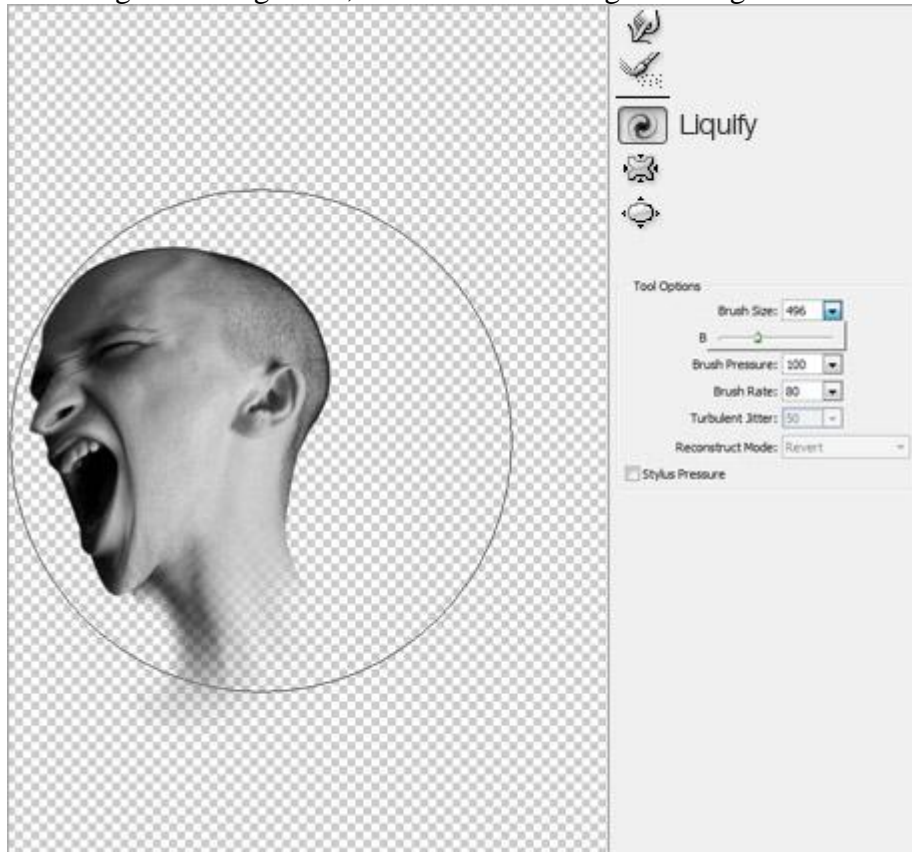 Liquify
Tool Options
Brush Size: 496
B
Brush Pressure: 100
Brush Rate: 80
Turbulent Jitter: 50
Reconstruct Mode: Revert
Stylus Pressure